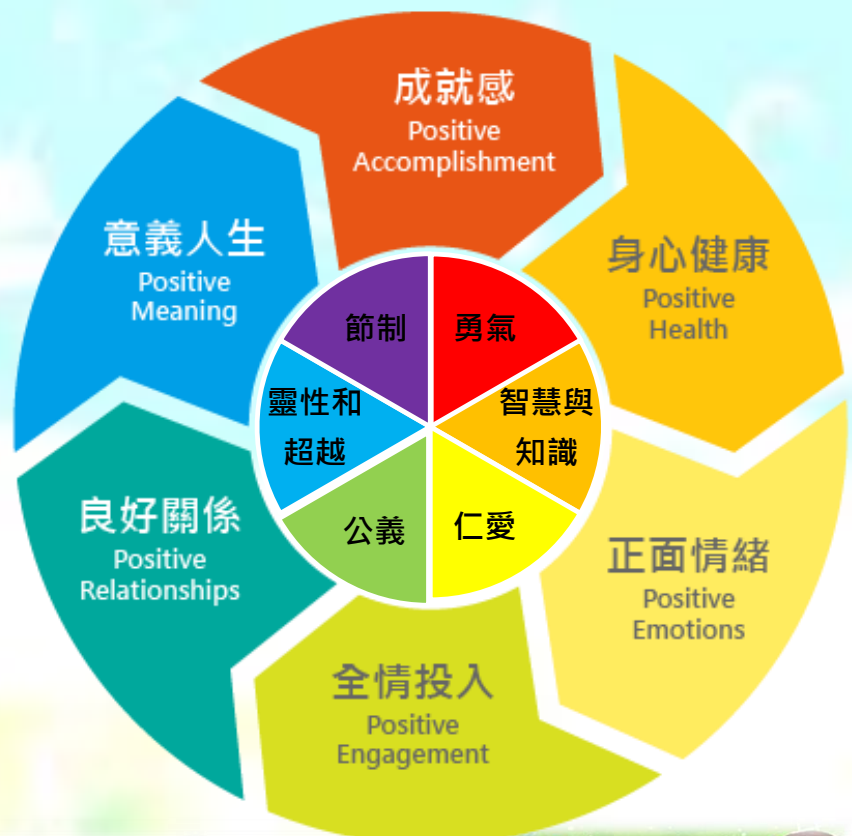 成就感
Positive
Accomplishment
身心健康
Positive
Health
正面情緒
Positive
Emotions
全情投入
Positive
Engagement
良好關係
Positive
Relationships
意義人生
Positive
Meaning
節制
勇氣
智慧與
知識
仁愛
公義
靈性和
超越